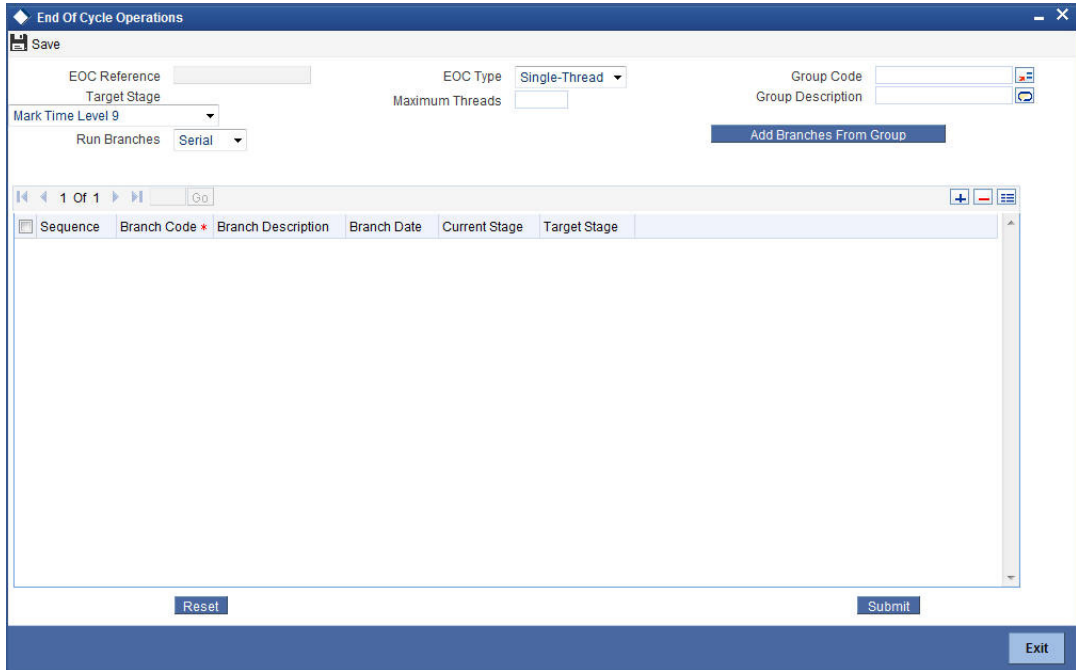 End Of Cycle Operations
Save
EOC Reference
EOC Type Single-Thread
Group Code
Target Stage
Maximum Threads
Group Description
Mark Time Level 9
Run Branches Serial
Add Branches From Group
1 Of 1 Go
Sequence Branch Code * Branch Description Branch Date Current Stage Target Stage
Reset Submit
Exit